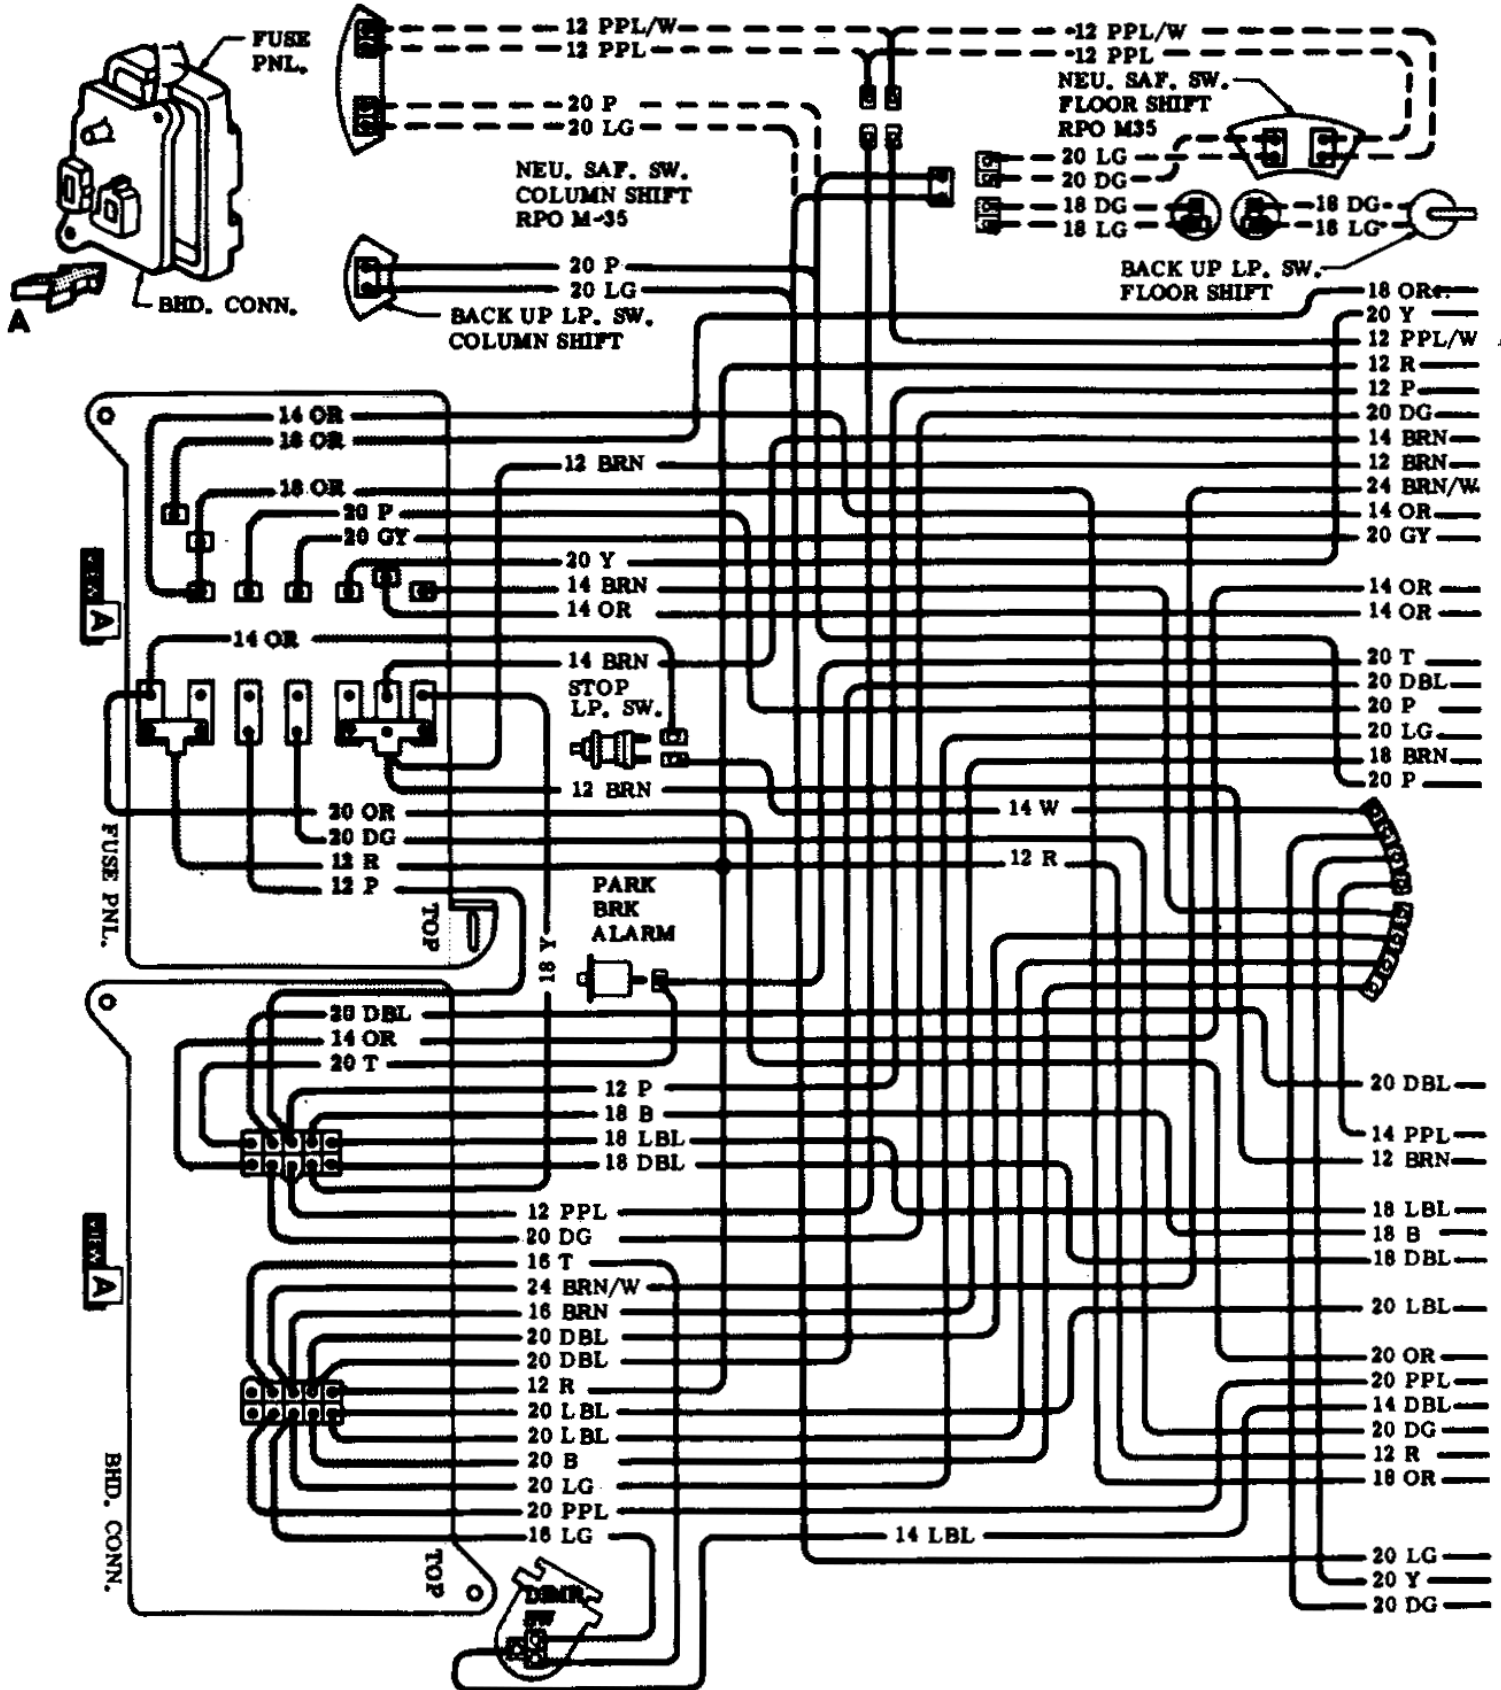 FUSE
PNL.
BHD. CONN.
A
12 PPL/W
12 PPL
20 P
20 LG
NEU. SAF. SW.
COLUMN SHIFT
RPO M-35
20 P
20 LG
BACK UP LP. SW.
COLUMN SHIFT
12 PPL/W
12 PPL
NEU. SAF. SW.
FLOOR SHIFT
RPO M35
20 LG
20 DG
18 DG
18 LG
18 DG
18 LG
BACK UP LP. SW.
FLOOR SHIFT
18 OR
20 Y
12 PPL/W
12 R
12 P
20 DG
14 BRN
12 BRN
24 BRN/W
14 OR
20 GY
14 OR
14 OR
20 T
20 DBL
20 P
20 LG
18 BRN
20 P
14 OR
18 OR
12 BRN
18 OR
20 P
20 GY
20 Y
14 BRN
14 OR
14 OR
14 BRN
VIEW
A
STOP
LP. SW.
12 BRN
14 W
20 OR
20 DG
12 R
12 R
12 P
FUSE PNL.
TOP
18 Y
PARK
BRK
ALARM
20 DBL
14 OR
20 T
12 P
18 B
18 LBL
18 DBL
12 PPL
20 DG
16 T
24 BRN/W
16 BRN
20 DBL
20 DBL
12 R
20 LBL
20 LBL
20 B
20 LG
20 PPL
16 LG
14 LBL
VIEW
A
BHD. CONN.
TOP
DIMR
SW
20 DBL
14 PPL
12 BRN
18 LBL
18 B
18 DBL
20 LBL
20 OR
20 PPL
14 DBL
20 DG
12 R
18 OR
20 LG
20 Y
20 DG